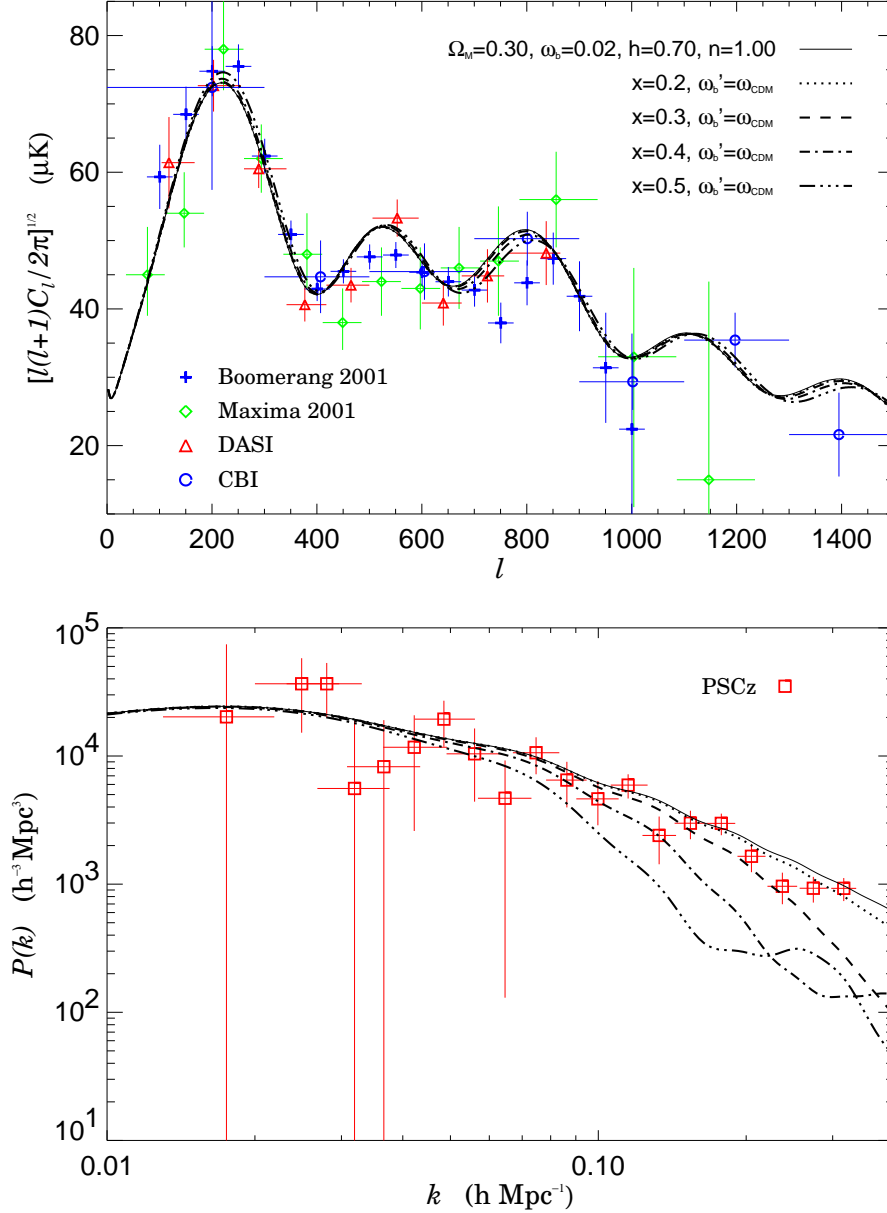 80
60
40
20
[l(l+1)C_l / 2π]^1/2 (μK)
Ω_M=0.30, ω_b=0.02, h=0.70, n=1.00
x=0.2, ω_b'=ω_CDM
x=0.3, ω_b'=ω_CDM
x=0.4, ω_b'=ω_CDM
x=0.5, ω_b'=ω_CDM
Boomerang 2001
Maxima 2001
DASI
CBI
0 200 400 600 800 1000 1200 1400
l
10^5
10^4
10^3
10^2
10^1
P(k) (h^-3 Mpc^3)
PSCz
0.01 0.10
k (h Mpc^-1)